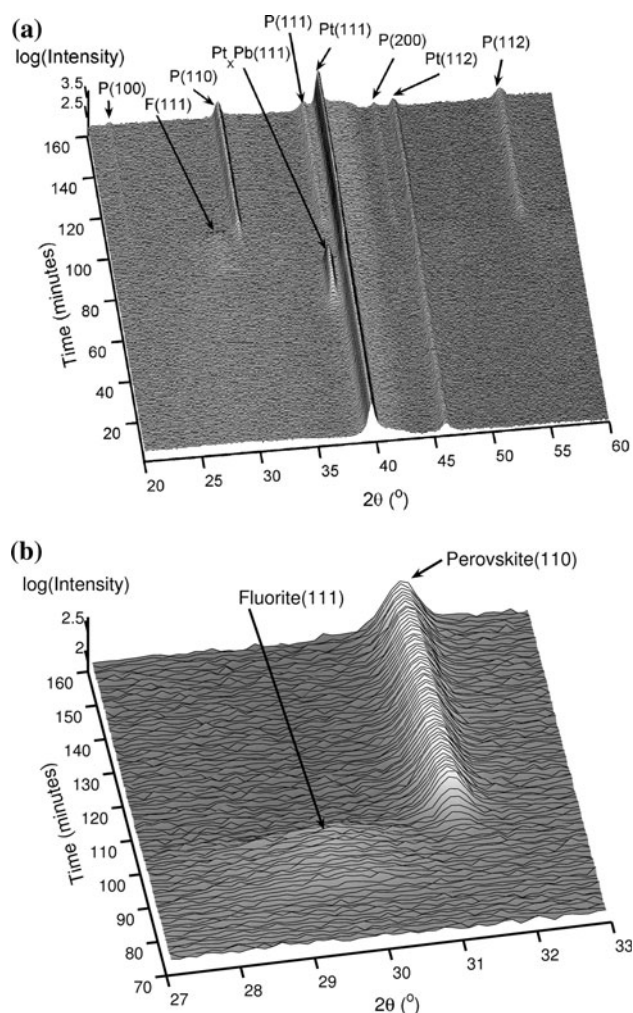 (a)
log(Intensity)
3.5
2.5
P(100)
F(111)
P(110)
Pt
x
Pb(111)
P(111)
Pt(111)
P(200)
Pt(112)
P(112)
160
140
120
100
80
60
40
20
Time (minutes)
20 25 30 35 40 45 50 55 60
2θ (°)
(b)
log(Intensity)
2.5
2
Fluorite(111)
Perovskite(110)
160
150
140
130
120
110
100
90
80
70
Time (minutes)
27 28 29 30 31 32 33
2θ (°)